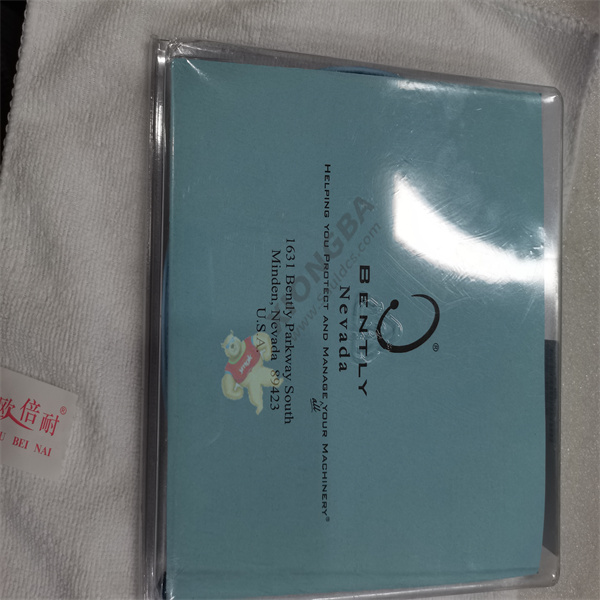 BENTLY
Nevada
HELPING YOU PROTECT AND MANAGE all YOUR MACHINERY®
1631 Bently Parkway South
Minden, Nevada 89423
U.S.A.
欧倍耐®
U BEI NAI